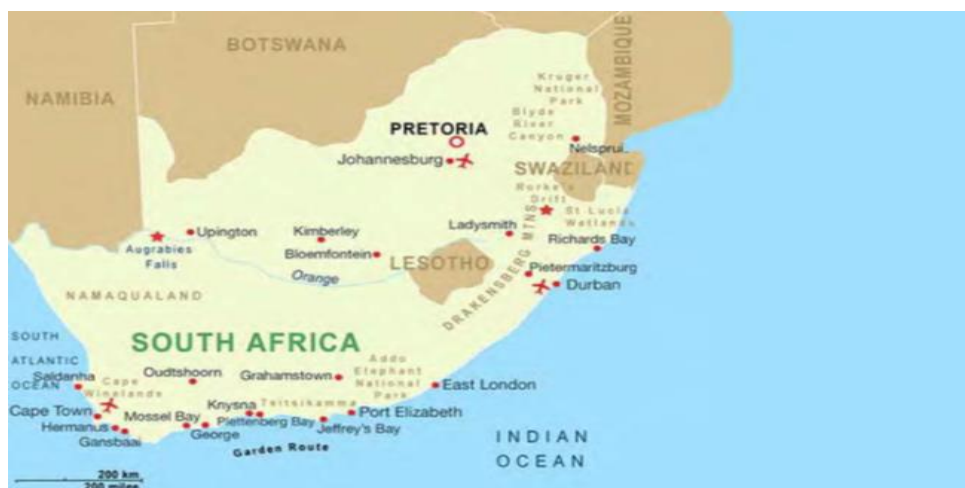 BOTSWANA
NAMIBIA
MOZAMBIQUE
Kruger
National
Park
Blyde
River
Canyon
PRETORIA
Nelsprui
Johannesburg
SWAZILAND
Rorke's
Drift
St Lucia
Wetlands
Ladysmith
Upington
Kimberley
Richards Bay
Augrabies
Falls
Bloemfontein
LESOTHO
DRAKENSBERG MTNS
Pietermaritzburg
Orange
Durban
NAMAQUALAND
SOUTH
ATLANTIC
OCEAN
SOUTH AFRICA
Addo
Elephant
National
Park
Saldanha
Cape
Winelands
Oudtshoorn
Grahamstown
East London
Cape Town
Mossel Bay
Knysna
Tsitsikamma
Port Elizabeth
Hermanus
Plettenberg Bay
Jeffrey's Bay
Gansbaai
George
Garden Route
INDIAN
OCEAN
200 km
200 miles